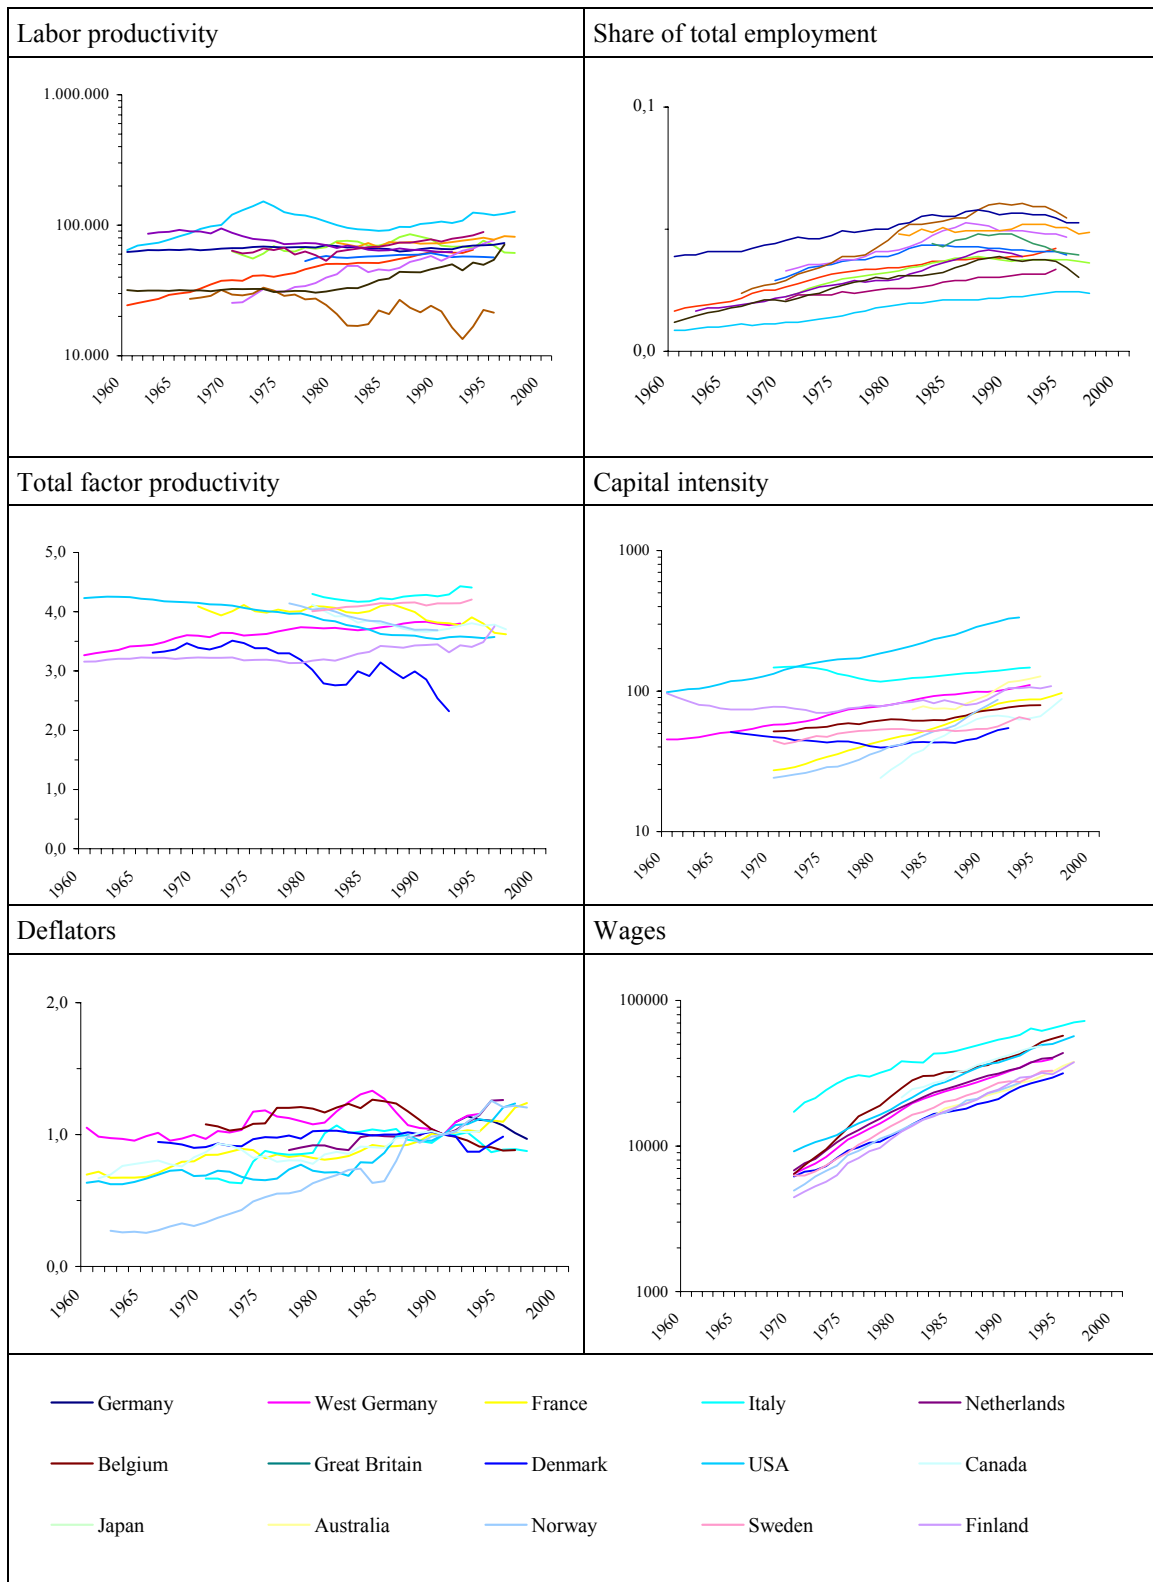 Labor productivity
Share of total employment
1.000.000
100.000
10.000
1960 1965 1970 1975 1980 1985 1990 1995 2000
0,1
0,0
1960 1965 1970 1975 1980 1985 1990 1995 2000
Total factor productivity
Capital intensity
5,0
4,0
3,0
2,0
1,0
0,0
1960 1965 1970 1975 1980 1985 1990 1995 2000
1000
100
10
1960 1965 1970 1975 1980 1985 1990 1995 2000
Deflators
Wages
2,0
1,0
0,0
1960 1965 1970 1975 1980 1985 1990 1995 2000
100000
10000
1000
1960 1965 1970 1975 1980 1985 1990 1995 2000
Germany West Germany France Italy Netherlands
Belgium Great Britain Denmark USA Canada
Japan Australia Norway Sweden Finland